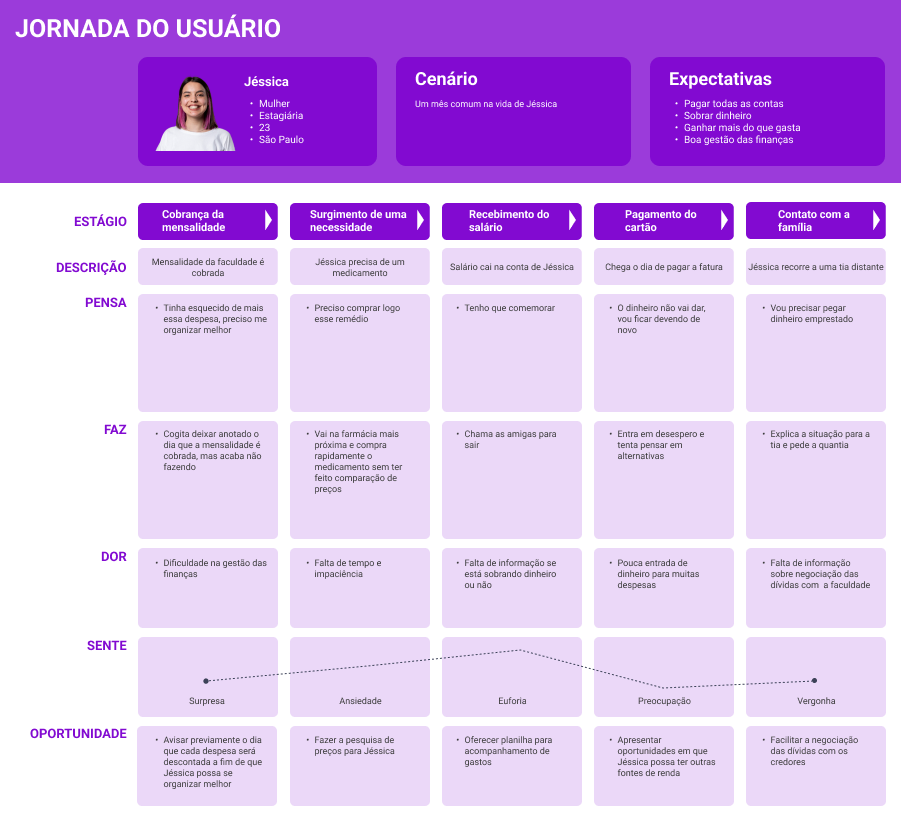 JORNADA DO USUÁRIO
Jéssica
• Mulher
• Estagiária
• 23
• São Paulo
Cenário
Um mês comum na vida de Jéssica
Expectativas
• Pagar todas as contas
• Sobrar dinheiro
• Ganhar mais do que gasta
• Boa gestão das finanças
ESTÁGIO
Cobrança da
mensalidade
Surgimento de uma
necessidade
Recebimento do
salário
Pagamento do
cartão
Contato com a
família
DESCRIÇÃO
Mensalidade da faculdade é
cobrada
Jéssica precisa de um
medicamento
Salário cai na conta de Jéssica
Chega o dia de pagar a fatura
Jéssica recorre a uma tia distante
PENSA
• Tinha esquecido de mais
essa despesa, preciso me
organizar melhor
• Preciso comprar logo
esse remédio
• Tenho que comemorar
• O dinheiro não vai dar,
vou ficar devendo de
novo
• Vou precisar pegar
dinheiro emprestado
FAZ
• Cogita deixar anotado o
dia que a mensalidade é
cobrada, mas acaba não
fazendo
• Vai na farmácia mais
próxima e compra
rapidamente o
medicamento sem ter
feito comparação de
preços
• Chama as amigas para
sair
• Entra em desespero e
tenta pensar em
alternativas
• Explica a situação para a
tia e pede a quantia
DOR
• Dificuldade na gestão das
finanças
• Falta de tempo e
impaciência
• Falta de informação se
está sobrando dinheiro
ou não
• Pouca entrada de
dinheiro para muitas
despesas
• Falta de informação
sobre negociação das
dívidas com a faculdade
SENTE
Surpresa
Ansiedade
Euforia
Preocupação
Vergonha
OPORTUNIDADE
• Avisar previamente o dia
que cada despesa será
descontada a fim de que
Jéssica possa se
organizar melhor
• Fazer a pesquisa de
preços para Jéssica
• Oferecer planilha para
acompanhamento de
gastos
• Apresentar
oportunidades em que
Jéssica possa ter outras
fontes de renda
• Facilitar a negociação
das dívidas com os
credores